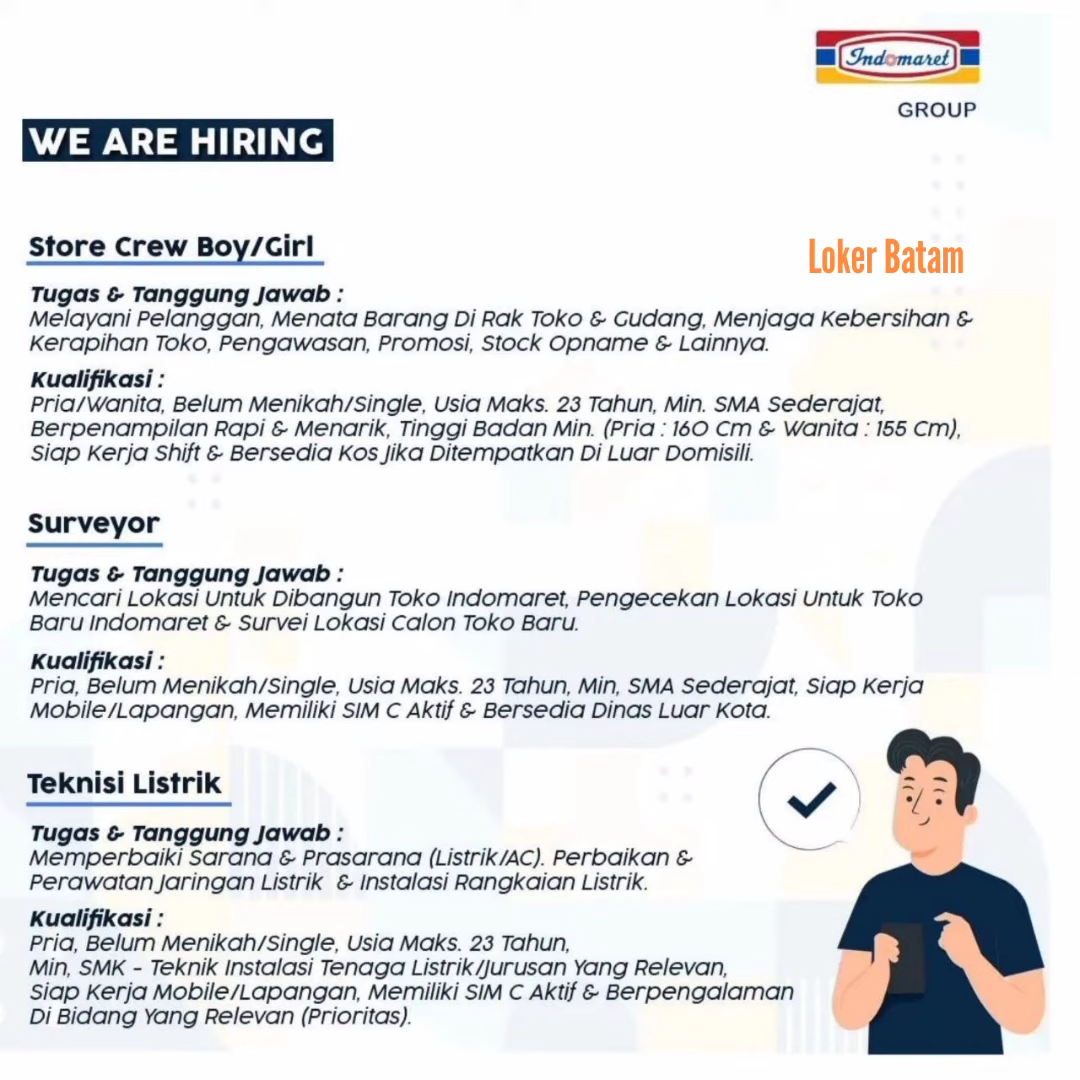 Indomaret
GROUP
WE ARE HIRING
Store Crew Boy/Girl
Loker Batam
Tugas & Tanggung Jawab :
Melayani Pelanggan, Menata Barang Di Rak Toko & Gudang, Menjaga Kebersihan &
Kerapihan Toko, Pengawasan, Promosi, Stock Opname & Lainnya.
Kualifikasi :
Pria/Wanita, Belum Menikah/Single, Usia Maks. 23 Tahun, Min. SMA Sederajat,
Berpenampilan Rapi & Menarik, Tinggi Badan Min. (Pria : 160 Cm & Wanita : 155 Cm),
Siap Kerja Shift & Bersedia Kos Jika Ditempatkan Di Luar Domisili.
Surveyor
Tugas & Tanggung Jawab :
Mencari Lokasi Untuk Dibangun Toko Indomaret, Pengecekan Lokasi Untuk Toko
Baru Indomaret & Survei Lokasi Calon Toko Baru.
Kualifikasi :
Pria, Belum Menikah/Single, Usia Maks. 23 Tahun, Min, SMA Sederajat, Siap Kerja
Mobile/Lapangan, Memiliki SIM C Aktif & Bersedia Dinas Luar Kota.
Teknisi Listrik
Tugas & Tanggung Jawab :
Memperbaiki Sarana & Prasarana (Listrik/AC). Perbaikan &
Perawatan Jaringan Listrik & Instalasi Rangkaian Listrik.
Kualifikasi :
Pria, Belum Menikah/Single, Usia Maks. 23 Tahun,
Min, SMK - Teknik Instalasi Tenaga Listrik/Jurusan Yang Relevan,
Siap Kerja Mobile/Lapangan, Memiliki SIM C Aktif & Berpengalaman
Di Bidang Yang Relevan (Prioritas).